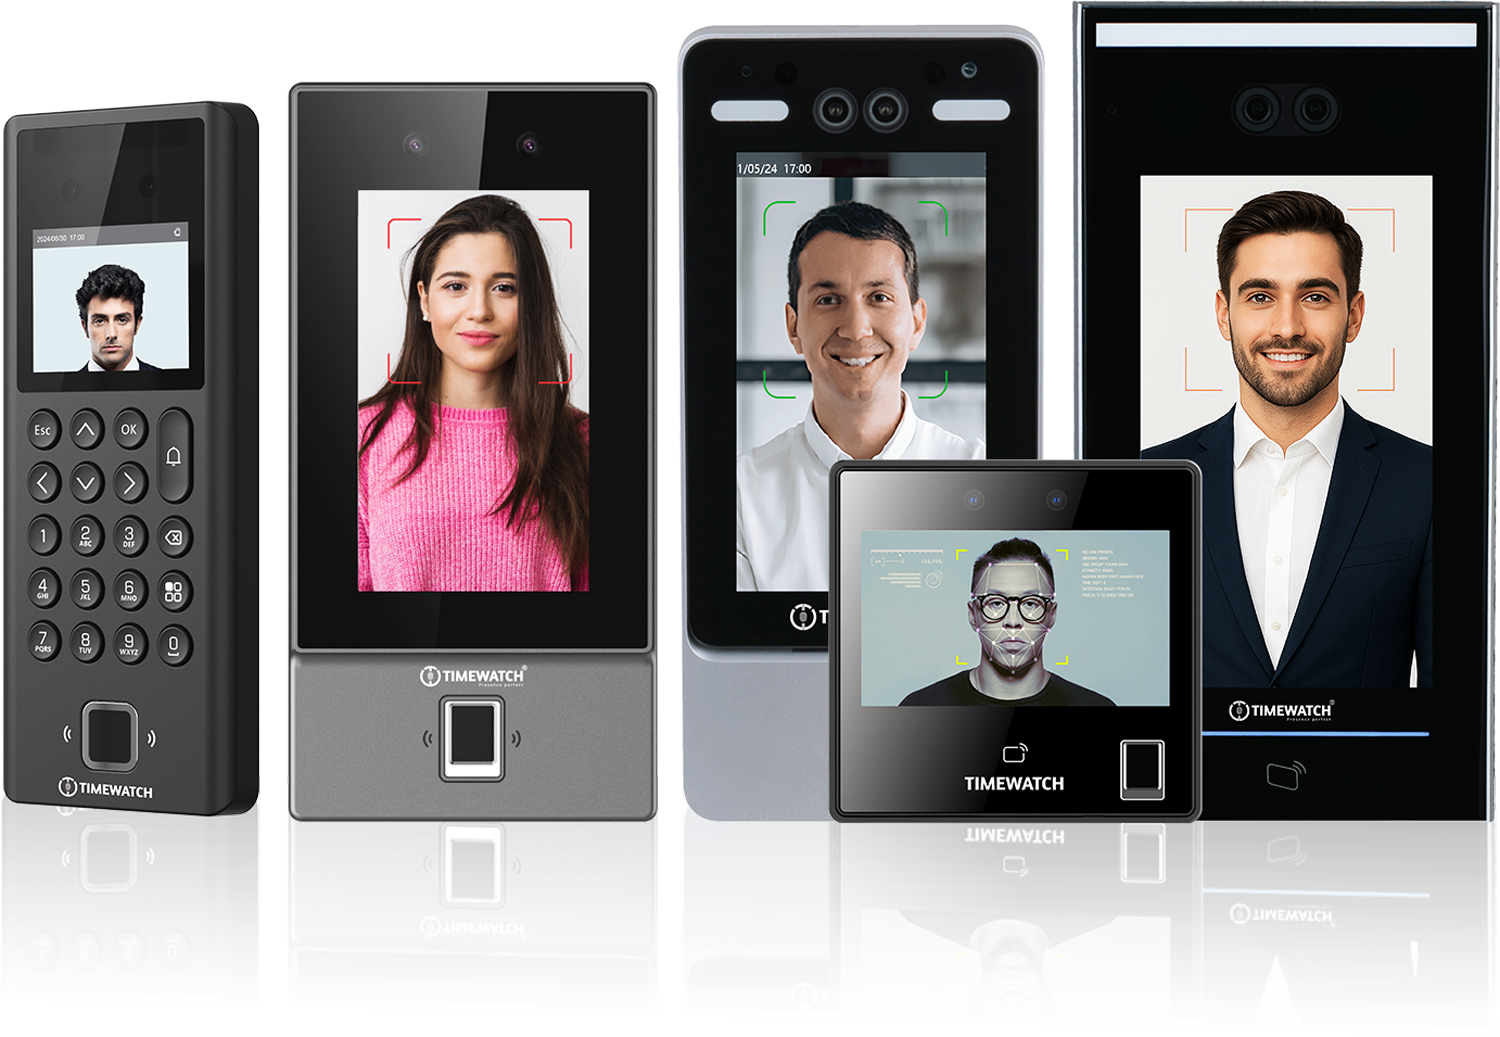 2024/06/30 17:00
Esc
OK
1
2
ABC
3
DEF
4
GHI
5
JKL
6
MNO
7
PQRS
8
TUV
9
WXYZ
0
TIMEWATCH
TIMEWATCH®
Presence perfect
1/05/24 17:00
T
TIMEWATCH
TIMEWATCH®
Presence perfect